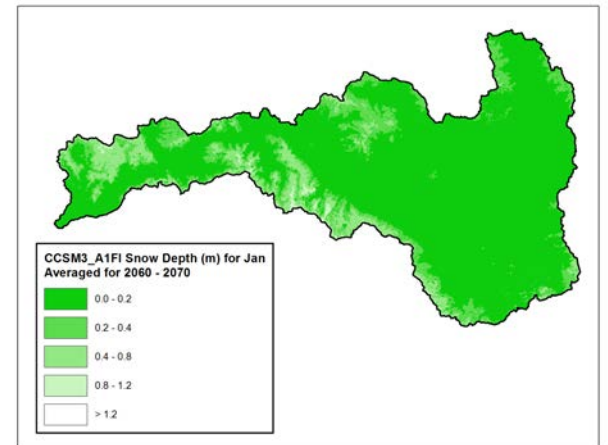 CCSM3_A1FI Snow Depth (m) for Jan
Averaged for 2060 - 2070
0.0 - 0.2
0.2 - 0.4
0.4 - 0.8
0.8 - 1.2
> 1.2